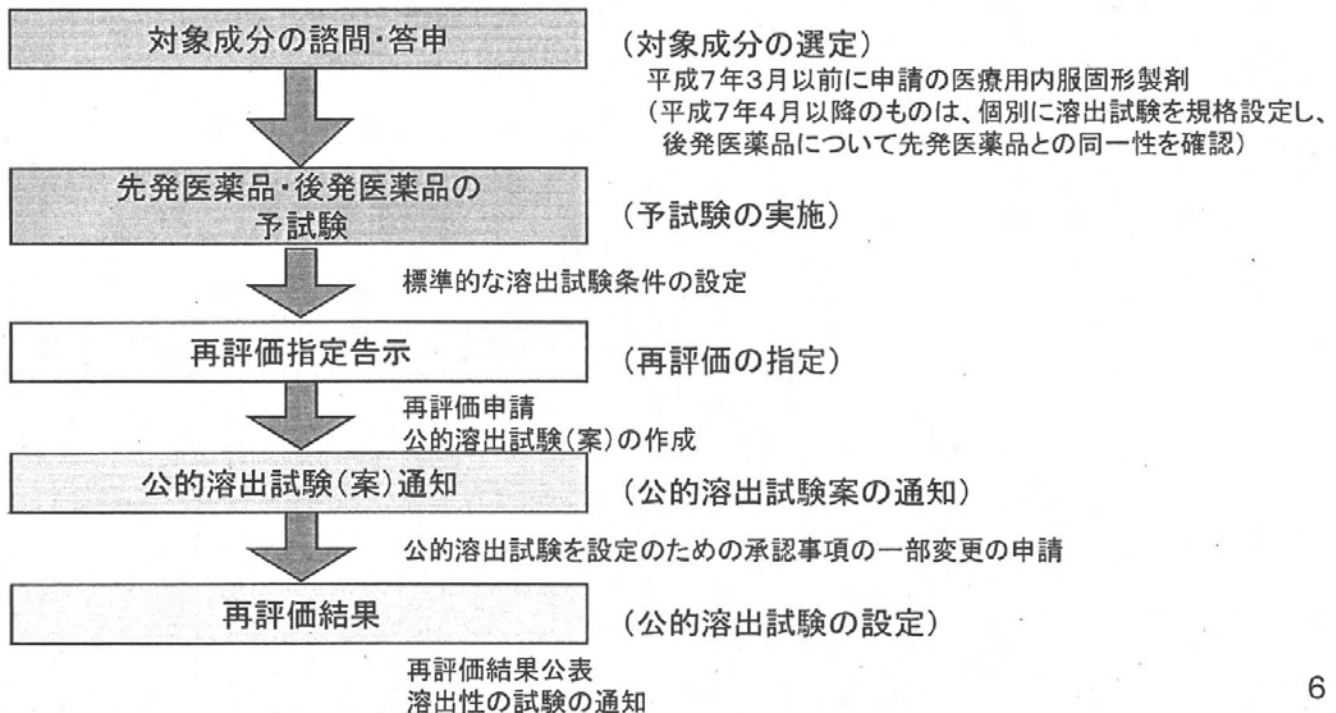 対象成分の諮問・答申
(対象成分の選定)
平成7年3月以前に申請の医療用内服固形製剤
(平成7年4月以降のものは、個別に溶出試験を規格設定し、
後発医薬品について先発医薬品との同一性を確認)
先発医薬品・後発医薬品の
予試験
(予試験の実施)
標準的な溶出試験条件の設定
再評価指定告示
(再評価の指定)
再評価申請
公的溶出試験(案)の作成
公的溶出試験(案)通知
(公的溶出試験案の通知)
公的溶出試験を設定のための承認事項の一部変更の申請
再評価結果
(公的溶出試験の設定)
再評価結果公表
溶出性の試験の通知
6